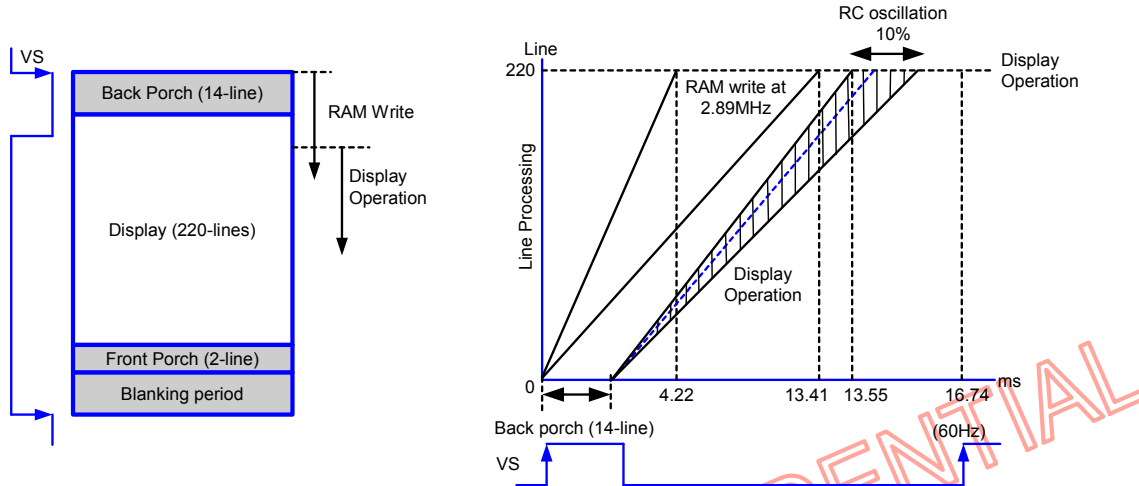 VS
Back Porch (14-line)
RAM Write
Display
Operation
Display (220-lines)
Front Porch (2-line)
Blanking period
RC oscillation
10%
Line
220
Display
Operation
RAM write at
2.89MHz
Line Processing
Display
Operation
0
4.22
13.41
13.55
16.74
ms
Back porch (14-line)
(60Hz)
VS